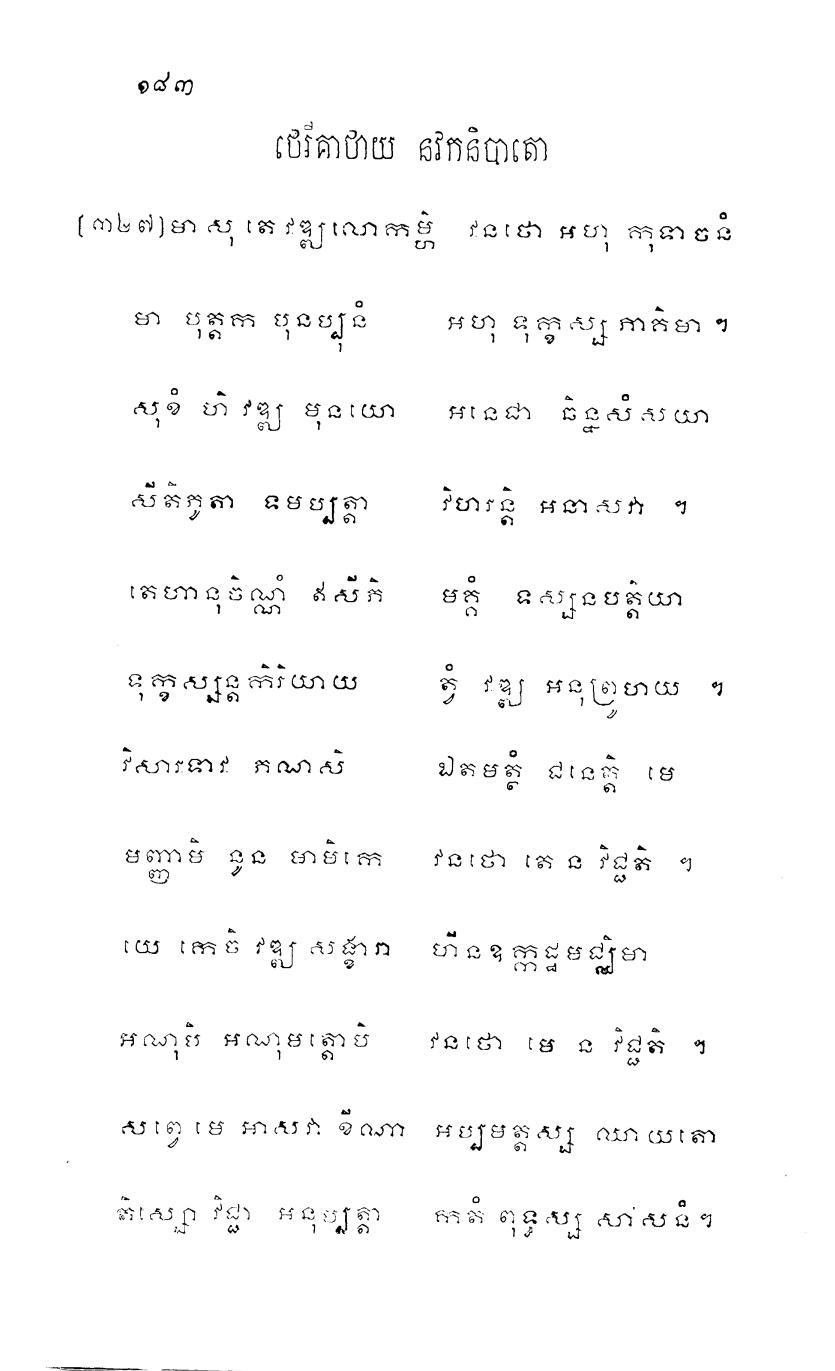 ១៨៣
ថេរីគាថាយ នវកនិបាតោ
[៣២៧] មា សុ តេ វឌ្ឍ លោកម្ហិ វនថោ អហុ កុទាចនំ
មា បុត្តក បុនប្បុនំ អហុ ទុក្ខស្ស ភាគិមា ។
សុខំ ហិ វឌ្ឍ មុនយោ អនេជា ឆិន្នសំសយា
សីតិភូតា ទមប្បត្តា វិហរន្តិ អនាសវា ។
តេហានុចិណ្ណំ ឥសីភិ មគ្គំ ទស្សនបត្តិយា
ទុក្ខស្សន្តកិរិយាយ ត្វំ វឌ្ឍ អនុព្រូហយ ។
វិសារទាវ ភណសិ ឯតមត្ថំ ជនេត្តិ មេ
មញ្ញាមិ នូន មាមិកេ វនថោ តេ ន វិជ្ជតិ ។
យេ កេចិ វឌ្ឍ សង្ខារា ហីនឧក្កដ្ឋមជ្ឈិមា
អណុបិ អណុមត្តោបិ វនថោ មេ ន វិជ្ជតិ ។
សព្វេ មេ អាសវា ខីណា អប្បមត្តស្ស ឈាយតោ
តិស្សោ វិជ្ជា អនុប្បត្តា កតំ ពុទ្ធស្ស សាសនំ ។